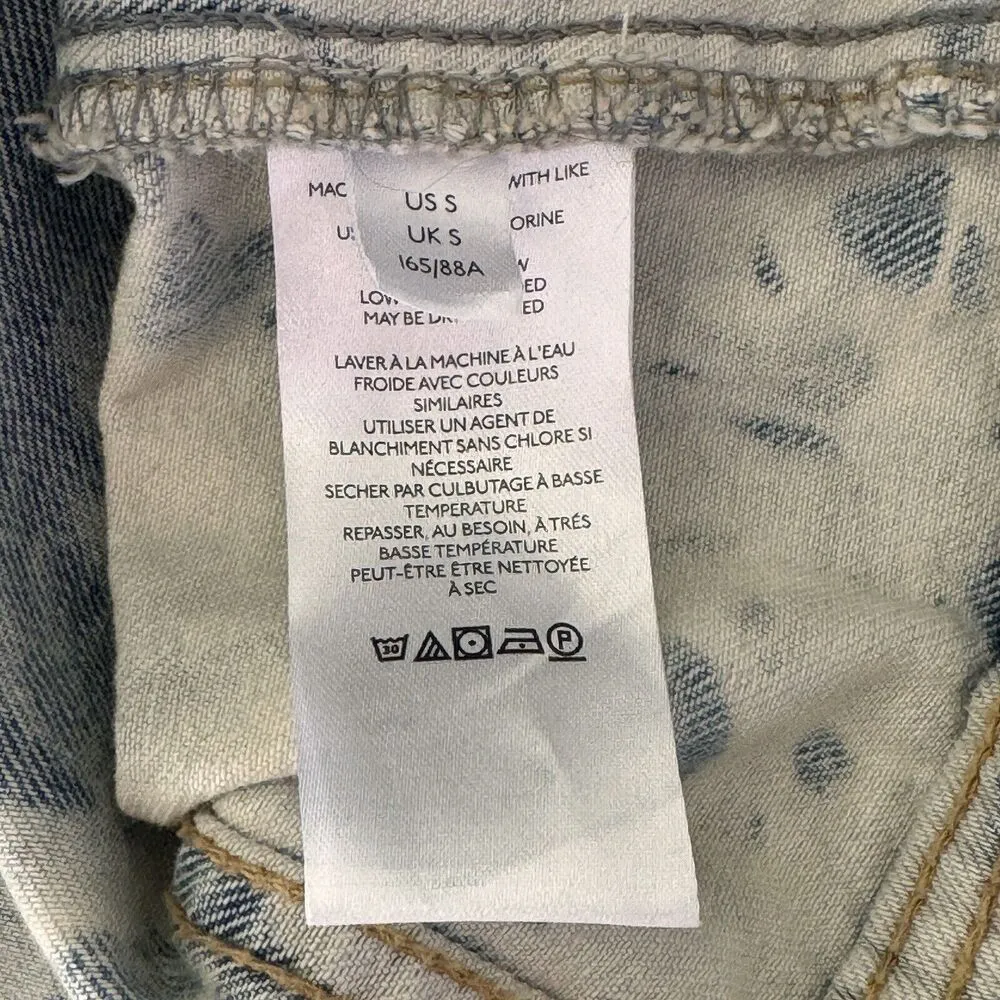 US S
UK S
165/88A
MAC
WITH LIKE
ORINE
LOW
ED
MAY BE
ED
LAVER À LA MACHINE À L'EAU
FROIDE AVEC COULEURS
SIMILAIRES
UTILISER UN AGENT DE
BLANCHIMENT SANS CHLORE SI
NÉCESSAIRE
SECHER PAR CULBUTAGE À BASSE
TEMPERATURE
REPASSER, AU BESOIN, À TRÉS
BASSE TEMPÉRATURE
PEUT-ÊTRE ÊTRE NETTOYÉE
À SEC
30
P